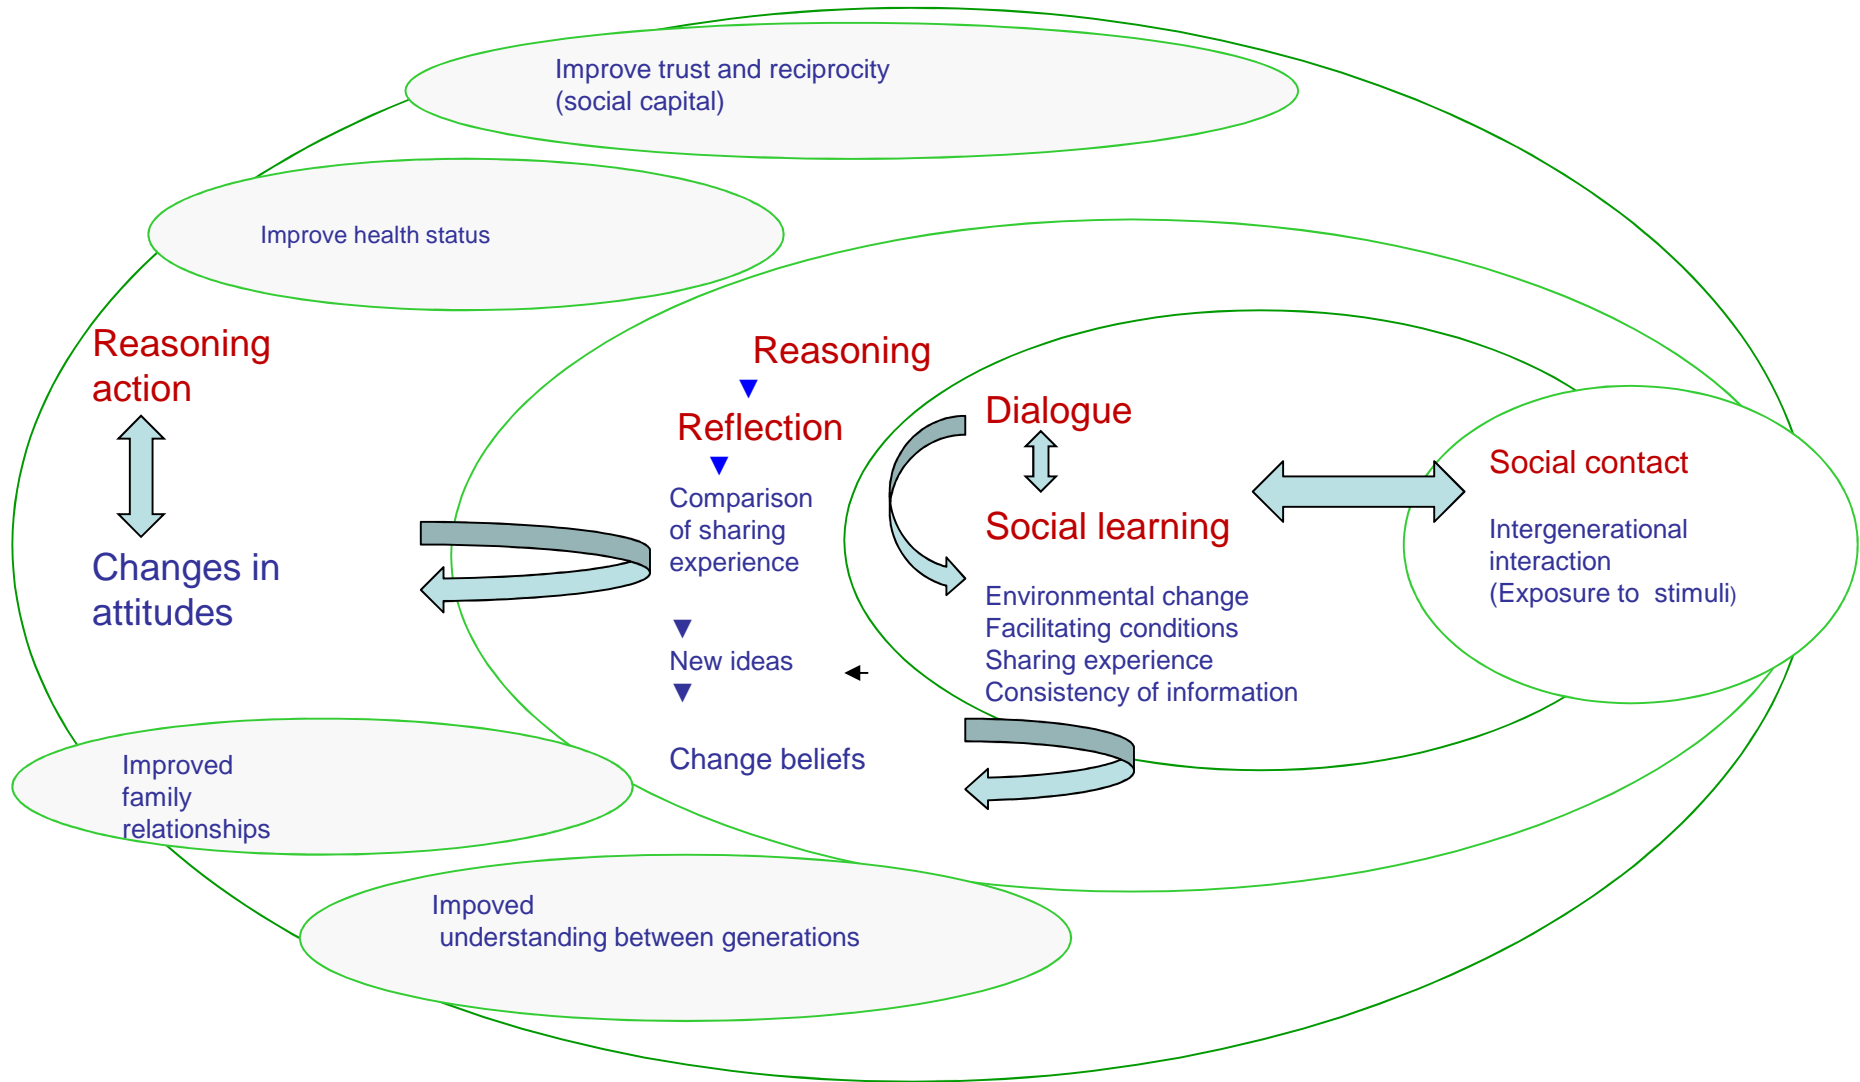 Improve trust and reciprocity
(social capital)
Improve health status
Reasoning
action
Changes in
attitudes
Reasoning
Reflection
Comparison
of sharing
experience
New ideas
Change beliefs
Dialogue
Social learning
Environmental change
Facilitating conditions
Sharing experience
Consistency of information
Social contact
Intergenerational
interaction
(Exposure to stimuli)
Improved
family
relationships
Impoved
understanding between generations